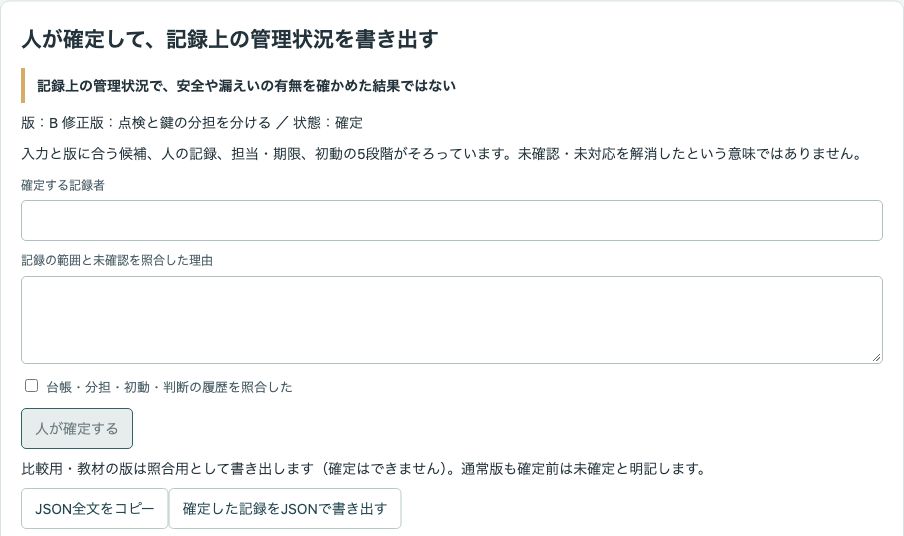 人が確定して、記録上の管理状況を書き出す
記録上の管理状況で、安全や漏えいの有無を確かめた結果ではない
版：B 修正版：点検と鍵の分担を分ける ／ 状態：確定
入力と版に合う候補、人の記録、担当・期限、初動の5段階がそろっています。未確認・未対応を解消したという意味ではありません。
確定する記録者
記録の範囲と未確認を照合した理由
台帳・分担・初動・判断の履歴を照合した
人が確定する
比較用・教材の版は照合用として書き出します（確定はできません）。通常版も確定前は未確定と明記します。
JSON全文をコピー
確定した記録をJSONで書き出す